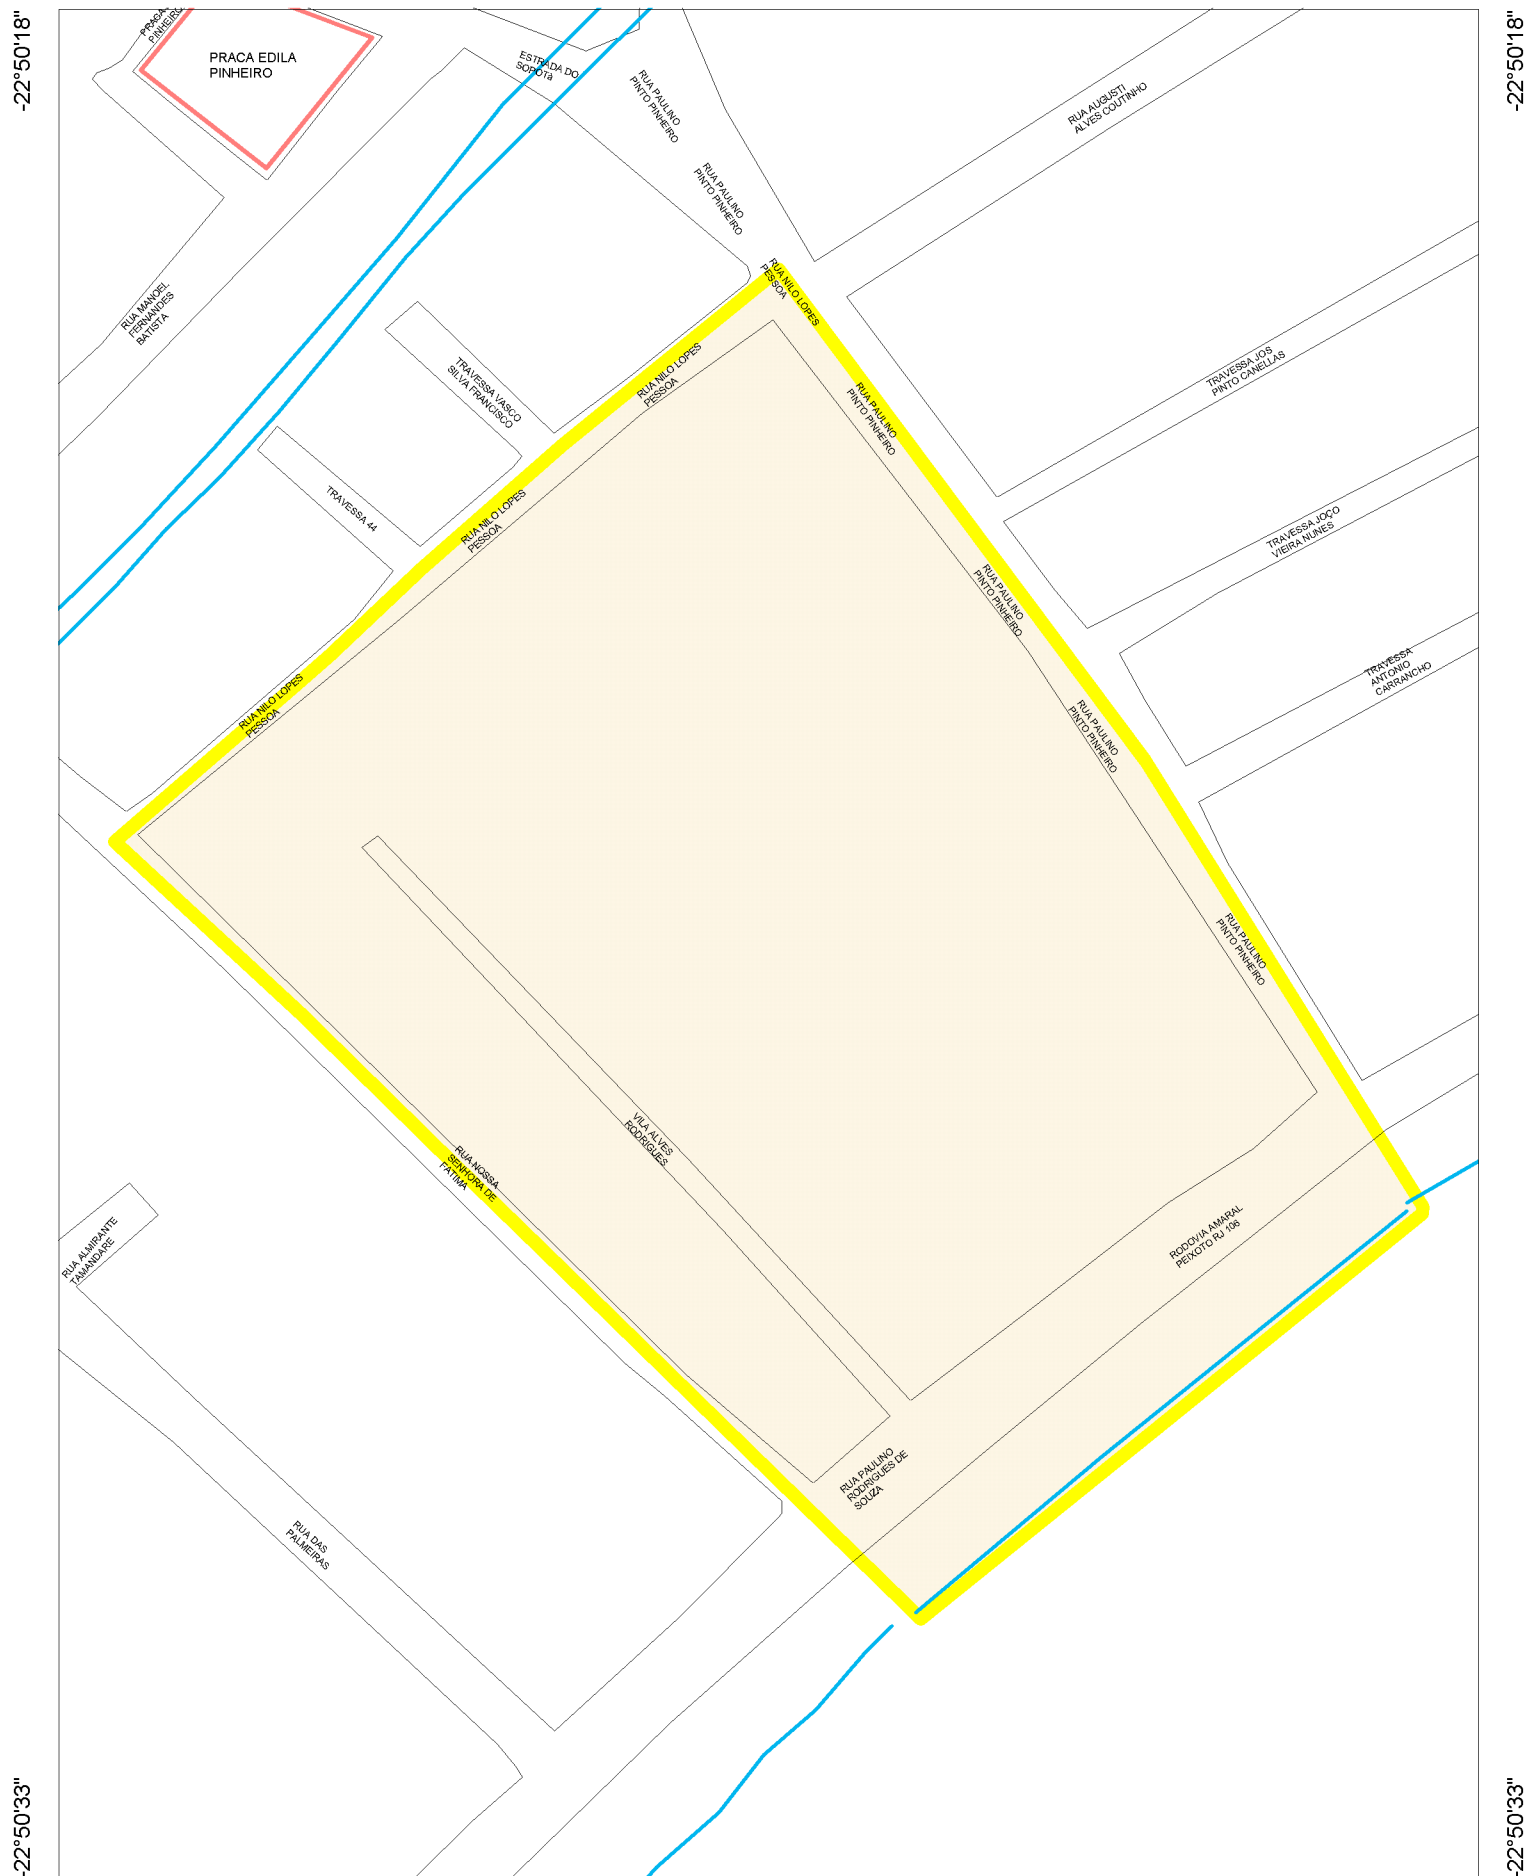 -22°50'18"
-22°50'18"
PRACA
PINHEIRO
PRACA EDILA
PINHEIRO
ESTRADA DO
SOPOTá
RUA PAULINO
PINTO PINHEIRO
RUA AUGUSTI
ALVES COUTINHO
RUA PAULINO
PINTO PINHEIRO
RUA NILO LOPES
PESSOA
RUA MANOEL
FERNANDES
BATISTA
TRAVESSA VASCO
SILVA FRANCISCO
RUA NILO LOPES
PESSOA
TRAVESSA JOS
PINTO CANELLAS
RUA PAULINO
PINTO PINHEIRO
TRAVESSA 44
RUA NILO LOPES
PESSOA
TRAVESSA JOÇO
VIEIRA NUNES
RUA PAULINO
PINTO PINHEIRO
TRAVESSA
ANTONIO
CARRANCHO
RUA NILO LOPES
PESSOA
RUA PAULINO
PINTO PINHEIRO
RUA PAULINO
PINTO PINHEIRO
VILA ALVES
RODRIGUES
RUA NOSSA
SENHORA DE
FATIMA
RUA ALMIRANTE
TAMANDARE
RODOVIA AMARAL
PEIXOTO RJ 106
RUA PAULINO
RODRIGUES DE
SOUZA
RUA DAS
PALMEIRAS
-22°50'33"
-22°50'33"